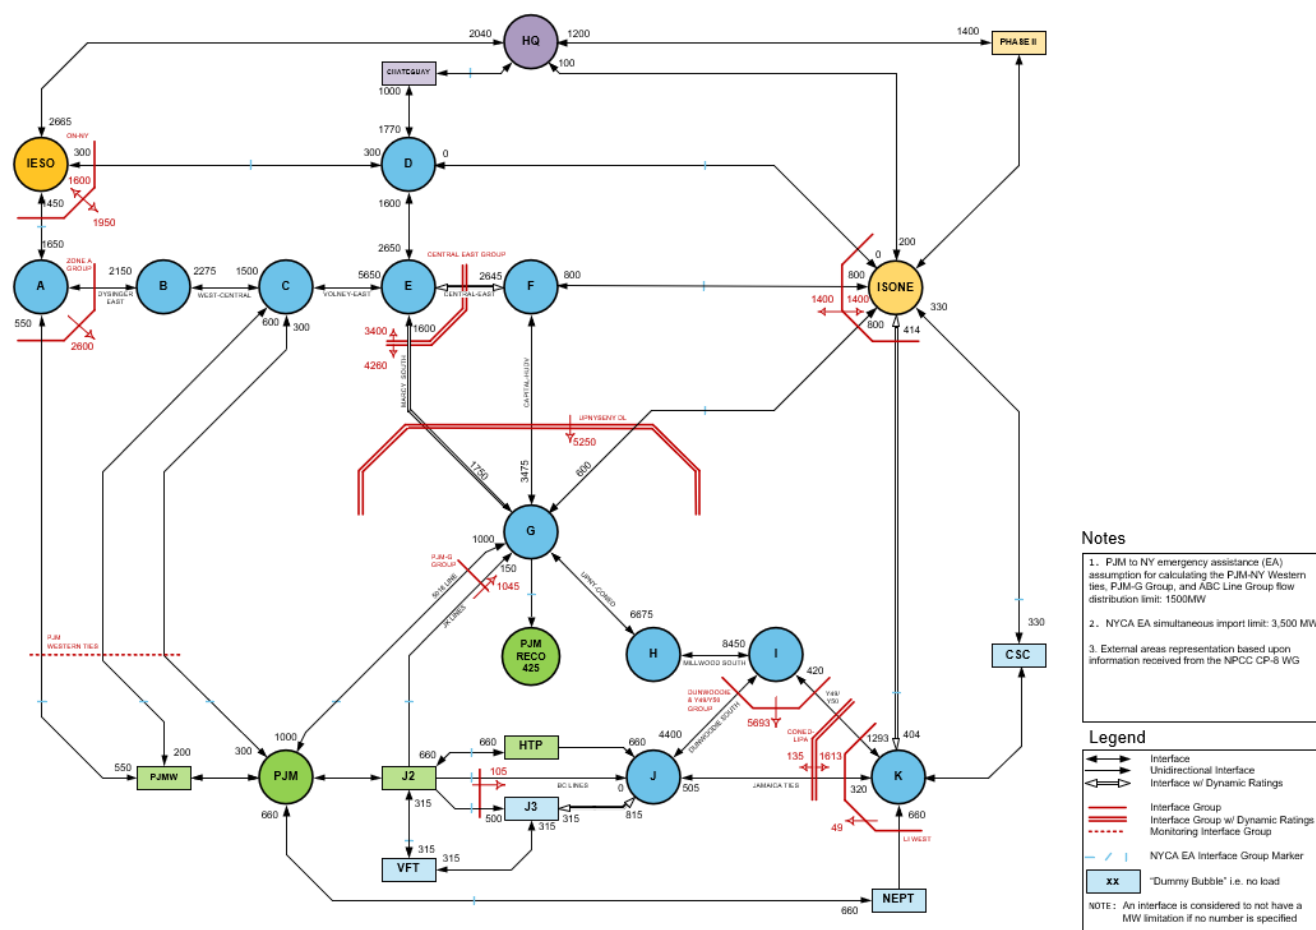 2040
HQ
1200
1400
PHASE II
100
CHATEGUAY
1000
2665
ON-NY
1770
IESO
300
300
D
0
1600
1450
1950
1600
1650
2650
200
0
ZONE A
GROUP
CENTRAL EAST GROUP
A
2150
B
2275
1500
C
5650
E
2645
F
800
800
ISONE
DYSINGER
EAST
WEST-CENTRAL
VOLNEY-EAST
CENTRAL-EAST
1400
1400
330
550
600
300
1600
800
414
2600
3400
4260
MARCY SOUTH
CAPITAL-HUDV
UPNYSENY OL
5250
1750
3475
600
G
1000
PJM-G
GROUP
150
1045
5018 LINE
JK LINES
UPNY-CONED
6675
PJM
WESTERN TIES
PJM
RECO
425
H
8450
MILLWOOD SOUTH
I
420
330
CSC
DUNWOODIE
& Y49/Y50
GROUP
Y49/
Y50
5693
DUNWOODIE SOUTH
CONED-
LIPA
1000
200
300
660
660
HTP
660
4400
135
1613
1293
404
550
PJMW
PJM
J2
105
BC LINES
0
J
505
JAMAICA TIES
320
K
660
315
500
J3
315
815
660
49
LI WEST
315
315
315
VFT
660
NEPT
Notes
1. PJM to NY emergency assistance (EA)
assumption for calculating the PJM-NY Western
ties, PJM-G Group, and ABC Line Group flow
distribution limit: 1500MW
2. NYCA EA simultaneous import limit: 3,500 MW
3. External areas representation based upon
information received from the NPCC CP-8 WG
Legend
Interface
Unidirectional Interface
Interface w/ Dynamic Ratings
Interface Group
Interface Group w/ Dynamic Ratings
Monitoring Interface Group
NYCA EA Interface Group Marker
xx
"Dummy Bubble" i.e. no load
NOTE: An interface is considered to not have a
MW limitation if no number is specified